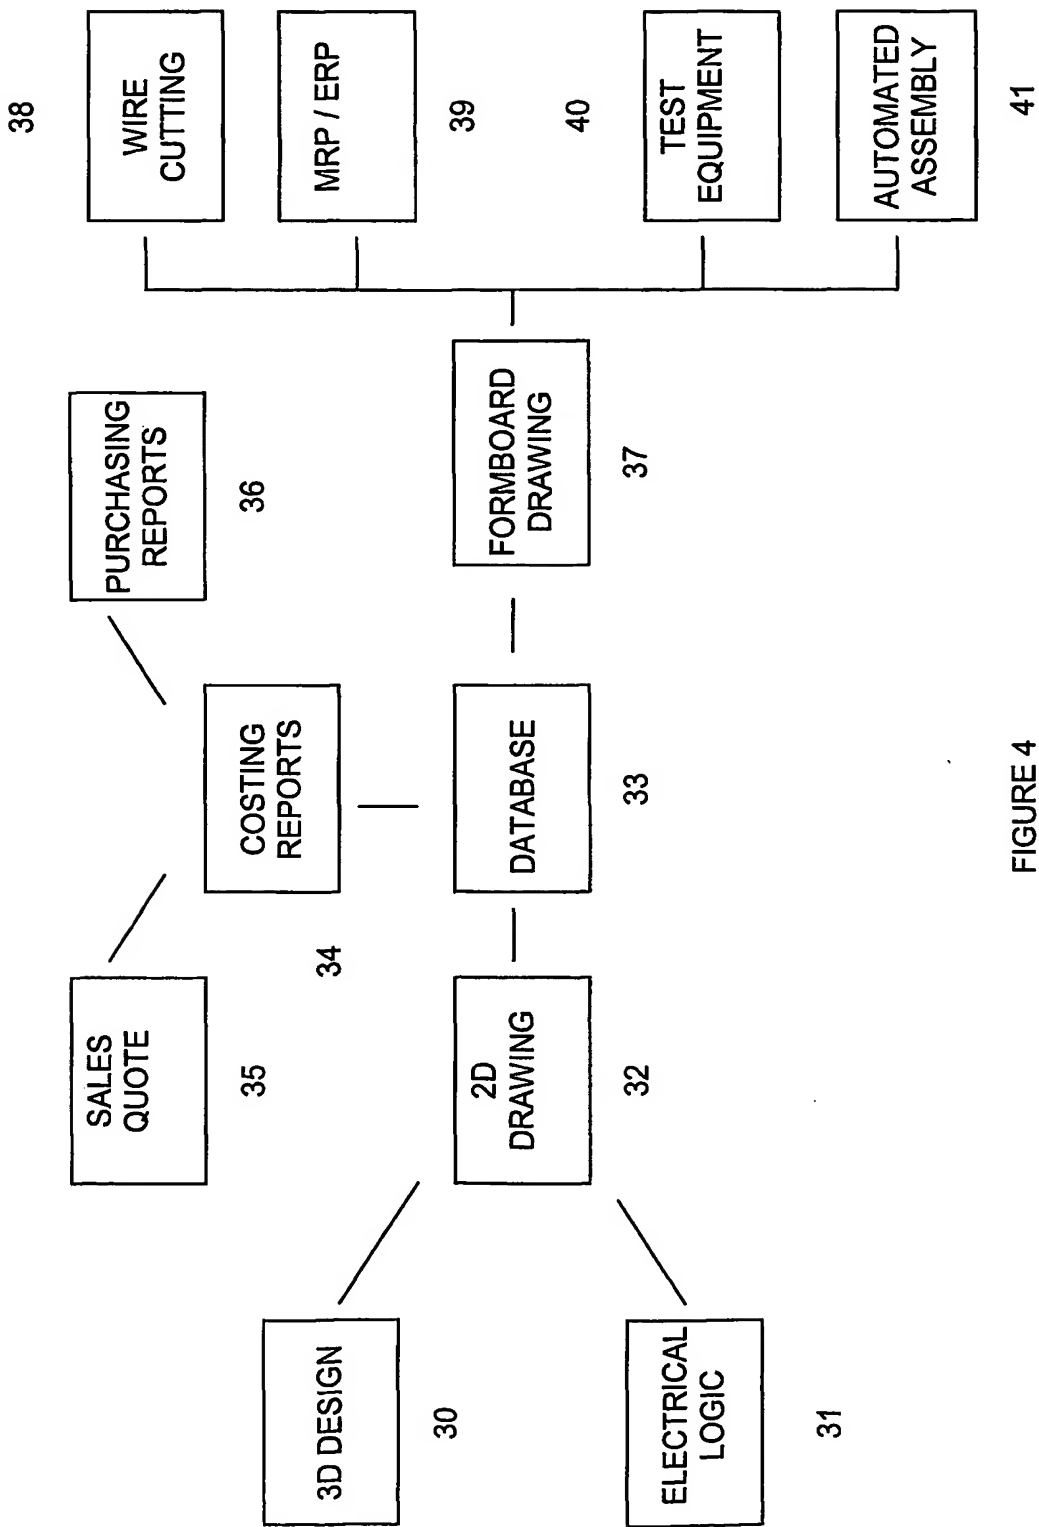 3D DESIGN
30
ELECTRICAL
LOGIC
31
2D
DRAWING
32
SALES
QUOTE
35
COSTING
REPORTS
34
DATABASE
33
PURCHASING
REPORTS
36
FORMBOARD
DRAWING
37
WIRE
CUTTING
38
MRP / ERP
39
TEST
EQUIPMENT
40
AUTOMATED
ASSEMBLY
41
FIGURE 4